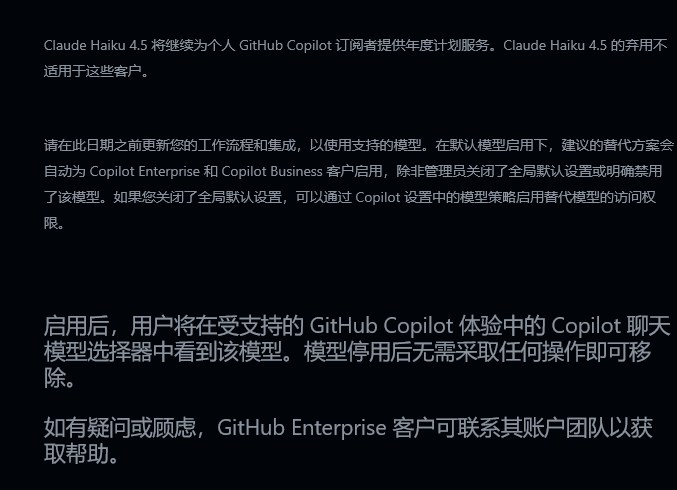 Claude Haiku 4.5 将继续为个人 GitHub Copilot 订阅者提供年度计划服务。Claude Haiku 4.5 的弃用不
适用于这些客户。
请在此日期之前更新您的工作流程和集成，以使用支持的模型。在默认模型启用下，建议的替代方案会
自动为 Copilot Enterprise 和 Copilot Business 客户启用，除非管理员关闭了全局默认设置或明确禁用
了该模型。如果您关闭了全局默认设置，可以通过 Copilot 设置中的模型策略启用替代模型的访问权
限。
启用后，用户将在受支持的 GitHub Copilot 体验中的 Copilot 聊天
模型选择器中看到该模型。模型停用后无需采取任何操作即可移
除。
如有疑问或顾虑，GitHub Enterprise 客户可联系其账户团队以获
取帮助。